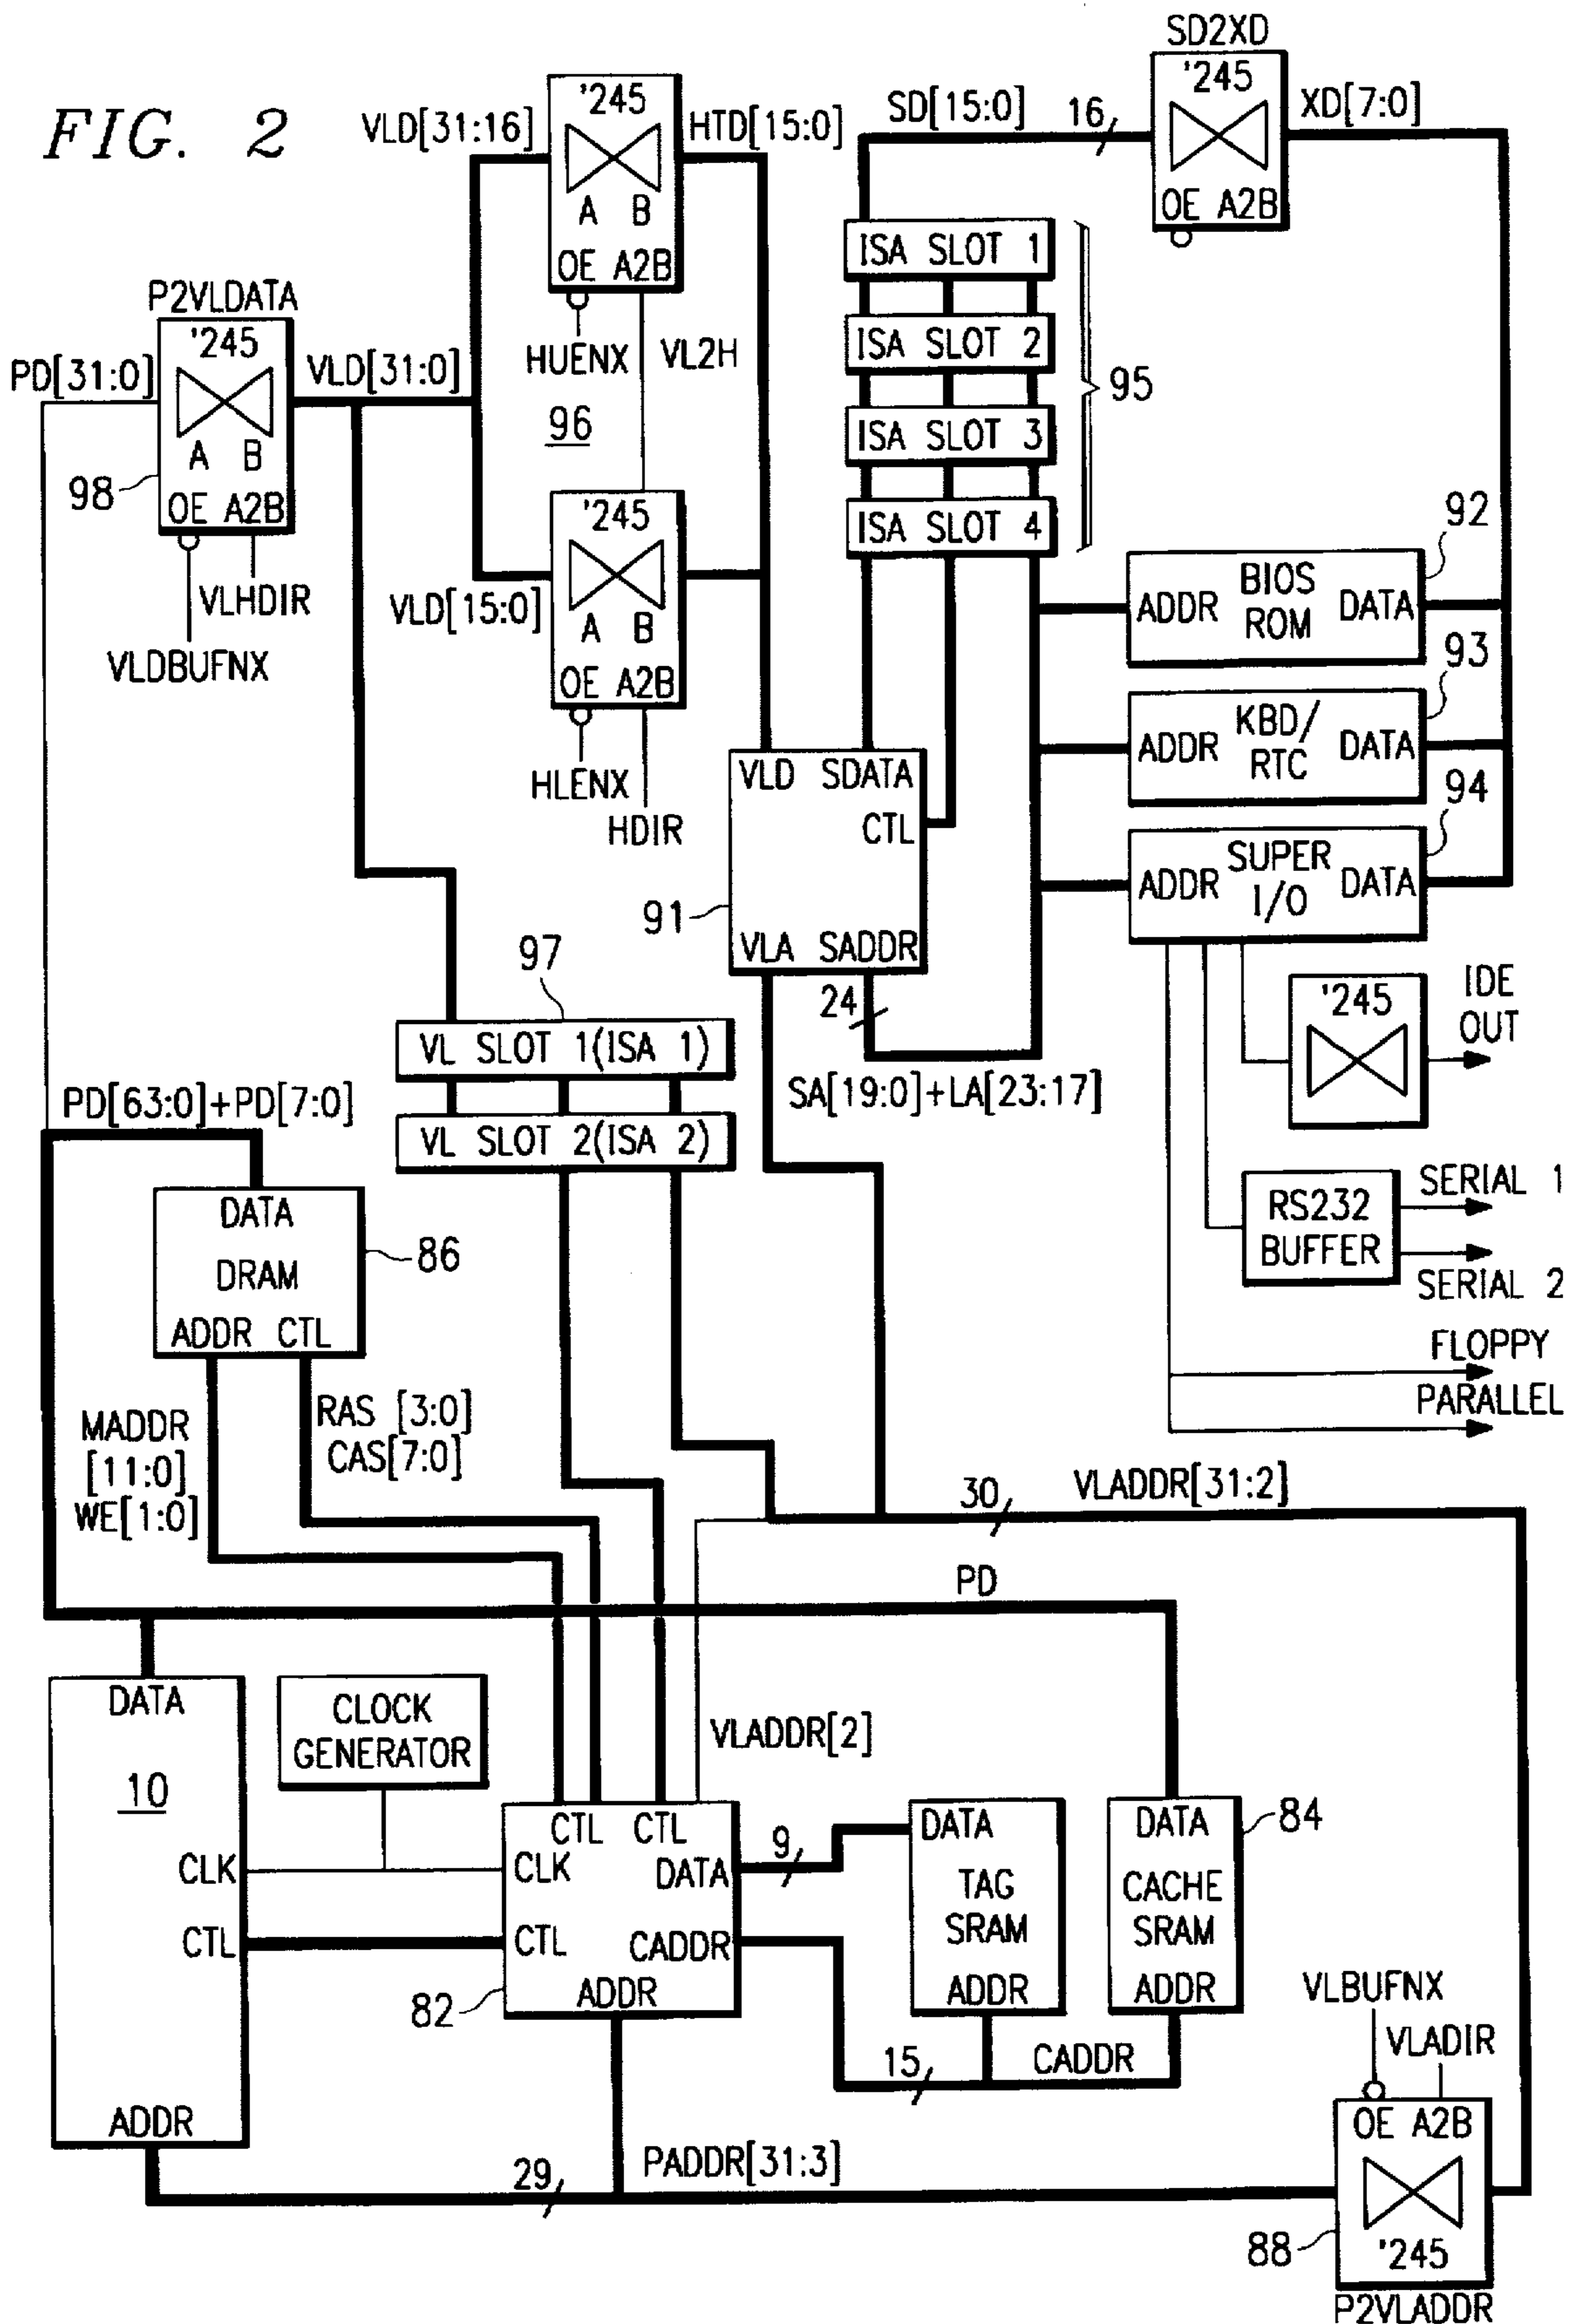 FIG. 2
SD2XD
'245
OE A2B
SD[15:0]
16
XD[7:0]
VLD[31:16]
'245
A B
OE A2B
HTD[15:0]
HUENX
VL2H
96
ISA SLOT 1
ISA SLOT 2
ISA SLOT 3
ISA SLOT 4
95
P2VLDATA
'245
A B
OE A2B
PD[31:0]
VLD[31:0]
98
VLHDIR
VLDBUFNX
VLD[15:0]
'245
A B
OE A2B
HLENX
HDIR
92
ADDR BIOS ROM DATA
93
ADDR KBD/ RTC DATA
94
ADDR SUPER I/O DATA
VLD SDATA
CTL
91
VLA SADDR
24
SA[19:0]+LA[23:17]
97
VL SLOT 1(ISA 1)
VL SLOT 2(ISA 2)
'245
IDE
OUT
RS232
BUFFER
SERIAL 1
SERIAL 2
FLOPPY
PARALLEL
PD[63:0]+PD[7:0]
DATA
DRAM
ADDR CTL
86
MADDR
[11:0]
WE[1:0]
RAS [3:0]
CAS[7:0]
30
VLADDR[31:2]
PD
DATA
10
CLK
CTL
ADDR
CLOCK
GENERATOR
VLADDR[2]
CTL CTL
CLK
DATA
CTL
CADDR
ADDR
82
9
DATA
TAG
SRAM
ADDR
DATA
CACHE
SRAM
ADDR
84
15
CADDR
VLBUFNX
VLADIR
29
PADDR[31:3]
OE A2B
'245
88
P2VLADDR